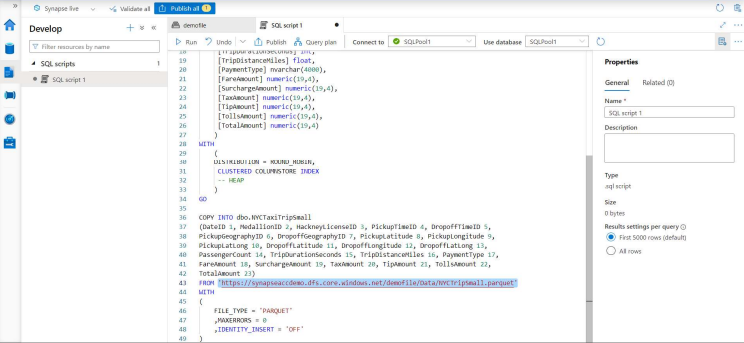 Synapse live
Validate all
Publish all 1
Develop
Filter resources by name
SQL scripts 1
SQL script 1
demofile
SQL script 1
Run
Undo
Publish
Query plan
Connect to
SQLPool1
Use database
SQLPool1
18 [TripDurationSeconds] int,
19 [TripDistanceMiles] float,
20 [PaymentType] nvarchar(4000),
21 [FareAmount] numeric(19,4),
22 [SurchargeAmount] numeric(19,4),
23 [TaxAmount] numeric(19,4),
24 [TipAmount] numeric(19,4),
25 [TollsAmount] numeric(19,4),
26 [TotalAmount] numeric(19,4)
27 )
28 WITH
29 (
30 DISTRIBUTION = ROUND_ROBIN,
31 CLUSTERED COLUMNSTORE INDEX
32 -- HEAP
33 )
34 GO
35
36 COPY INTO dbo.NYCTaxiTripSmall
37 (DateID 1, MedallionID 2, HackneyLicenseID 3, PickupTimeID 4, DropoffTimeID 5,
38 PickupGeographyID 6, DropoffGeographyID 7, PickupLatitude 8, PickupLongitude 9,
39 PickupLatLong 10, DropoffLatitude 11, DropoffLongitude 12, DropoffLatLong 13,
40 PassengerCount 14, TripDurationSeconds 15, TripDistanceMiles 16, PaymentType 17,
41 FareAmount 18, SurchargeAmount 19, TaxAmount 20, TipAmount 21, TollsAmount 22,
42 TotalAmount 23)
43 FROM 'https://synapseaccdemo.dfs.core.windows.net/demofile/Data/NYCTripSmall.parquet'
44 WITH
45 (
46 FILE_TYPE = 'PARQUET'
47 ,MAXERRORS = 0
48 ,IDENTITY_INSERT = 'OFF'
49 )
Properties
General
Related (0)
Name *
SQL script 1
Description
Type
.sql script
Size
0 bytes
Results settings per query
First 5000 rows (default)
All rows